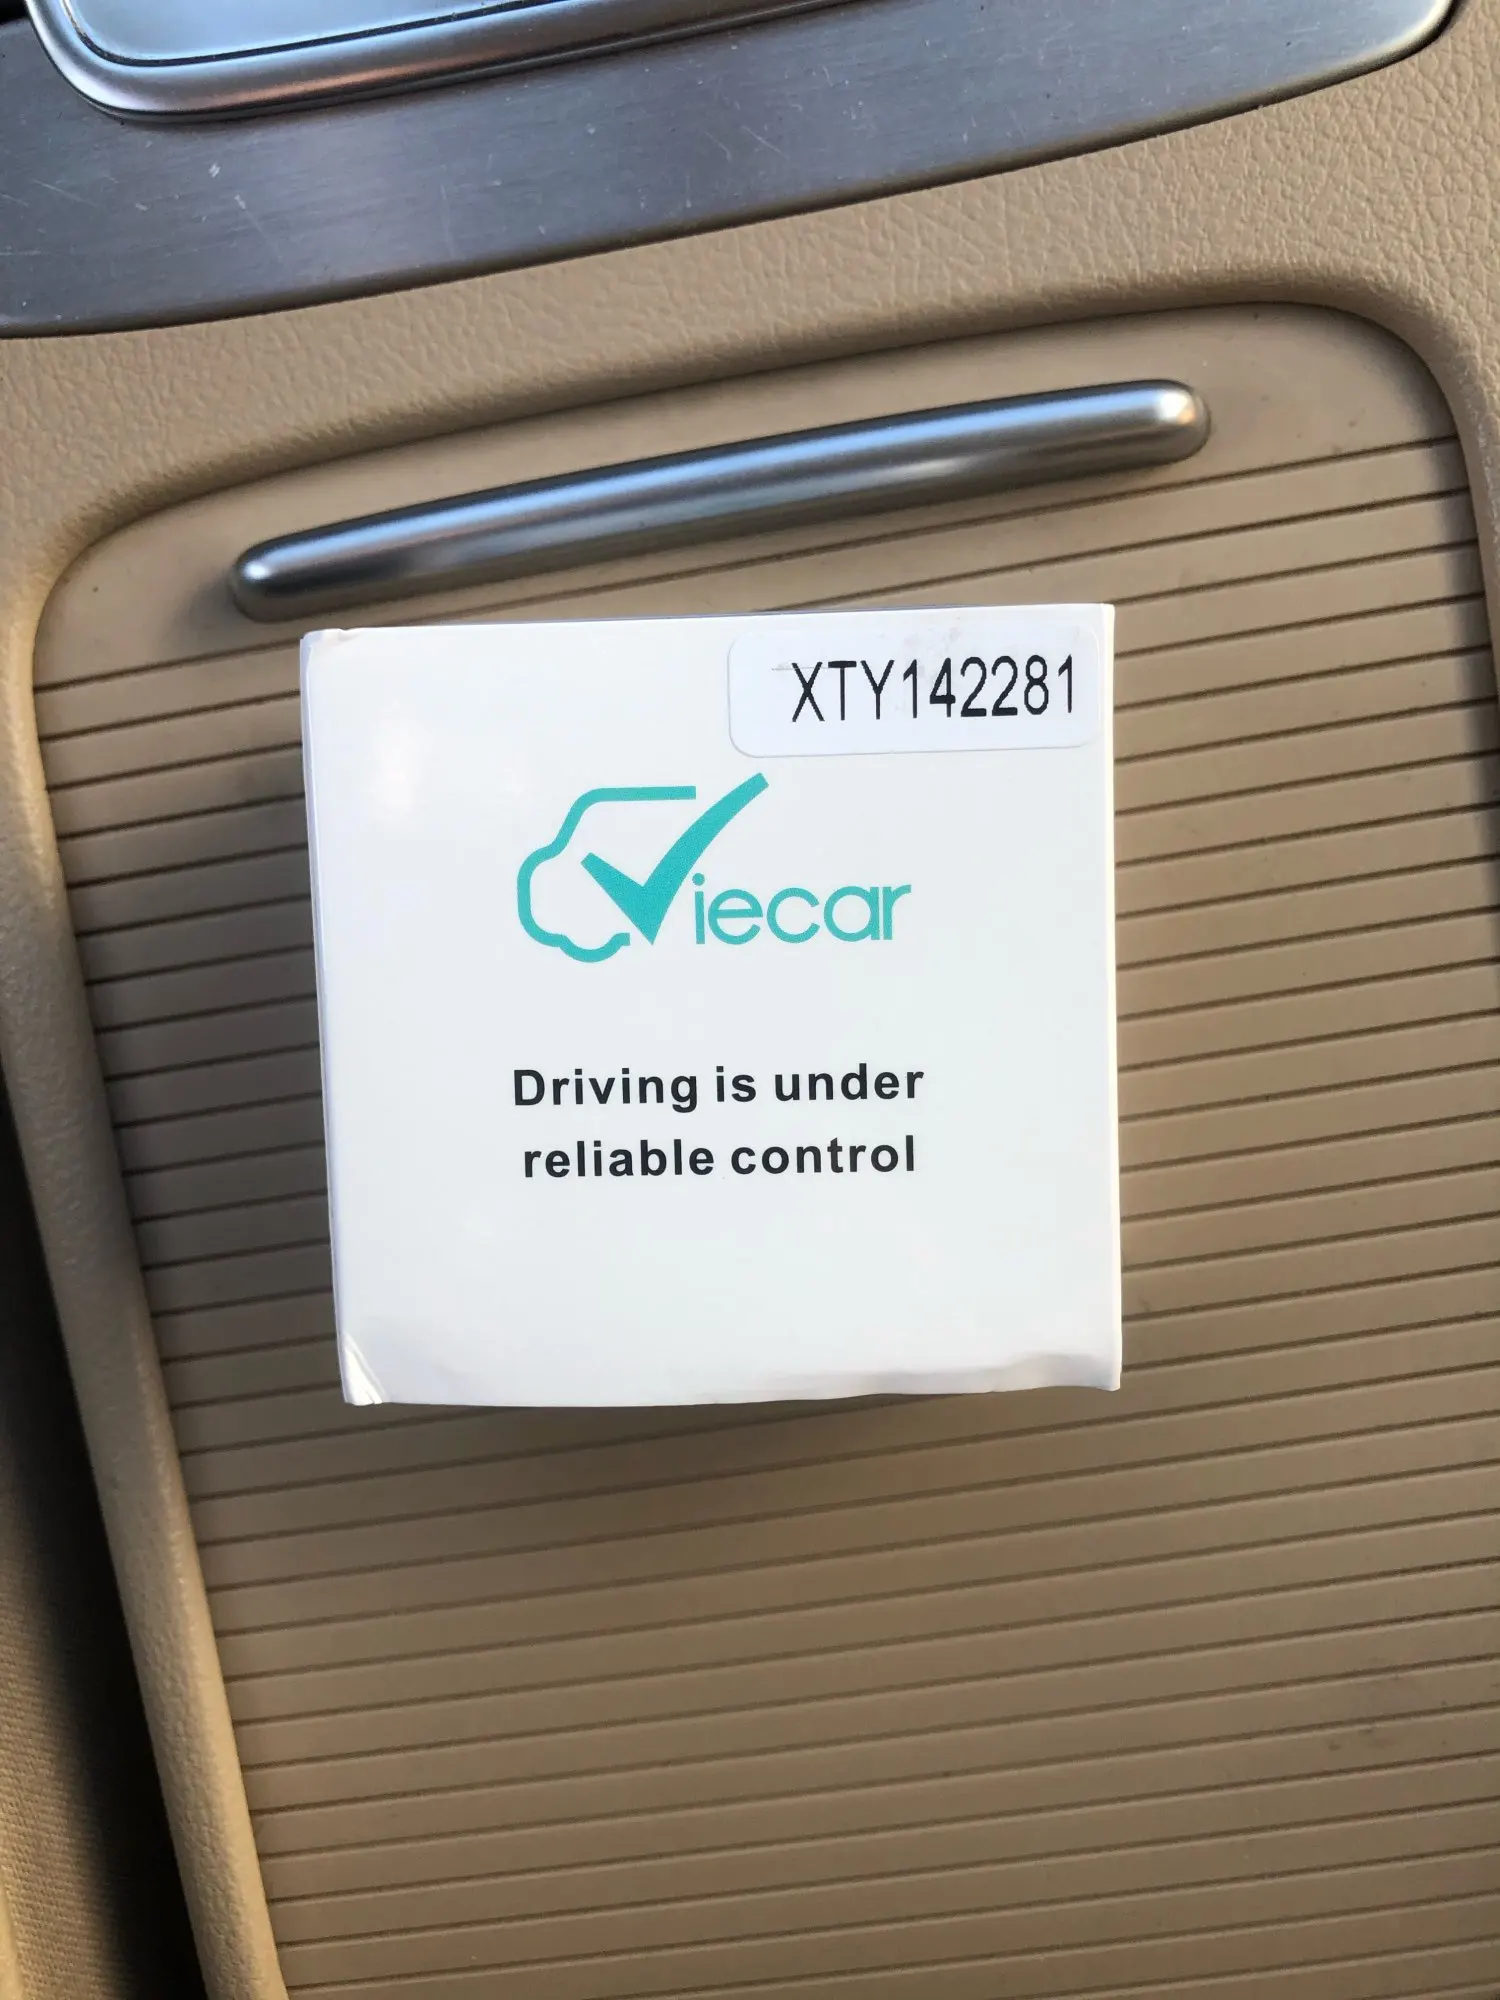 XTY142281
Viecar
Driving is under
reliable control